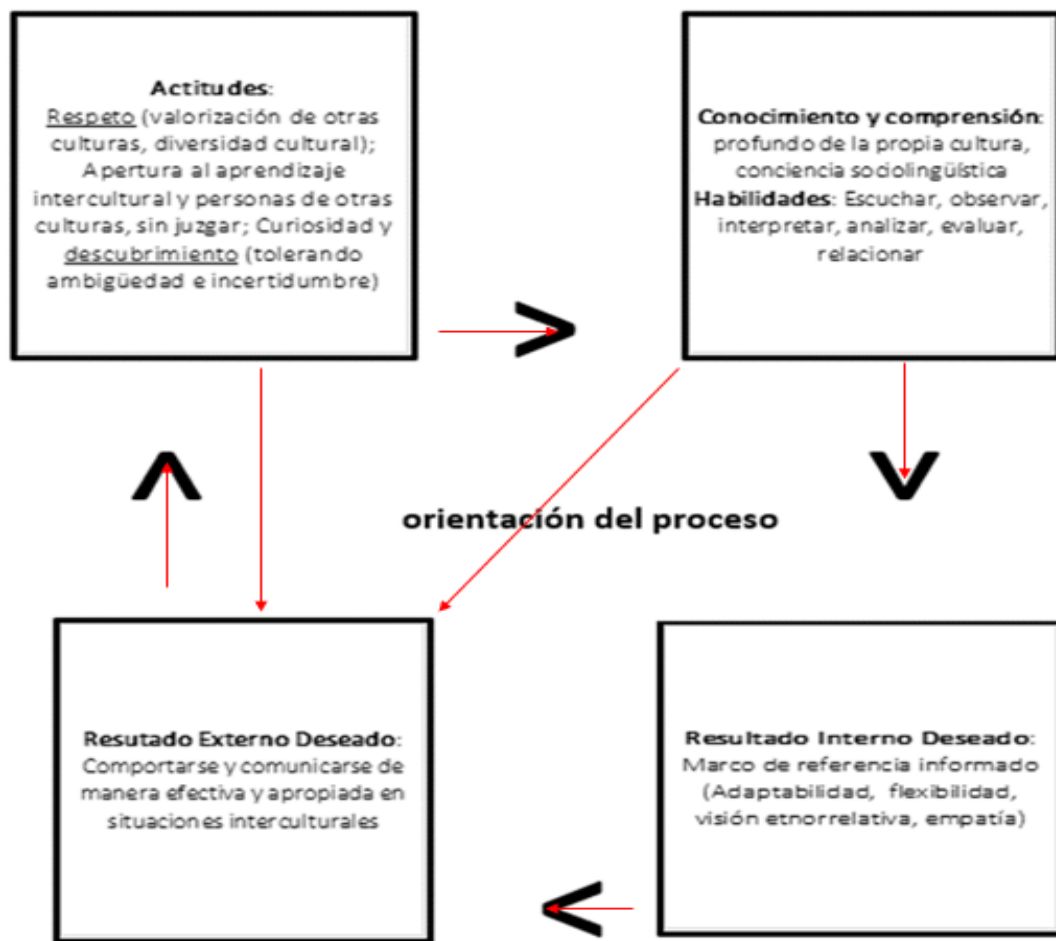 Actitudes:
Respeto (valorización de otras
culturas, diversidad cultural);
Apertura al aprendizaje
intercultural y personas de otras
culturas, sin juzgar; Curiosidad y
descubrimiento (tolerando
ambigüedad e incertidumbre)
Conocimiento y comprensión:
profundo de la propia cultura,
conciencia sociolingüística
Habilidades: Escuchar, observar,
interpretar, analizar, evaluar,
relacionar
>
^
v
orientación del proceso
Resutado Externo Deseado:
Comportarse y comunicarse de
manera efectiva y apropiada en
situaciones interculturales
Resultado Interno Deseado:
Marco de referencia informado
(Adaptabilidad, flexibilidad,
visión etnorrelativa, empatía)
<